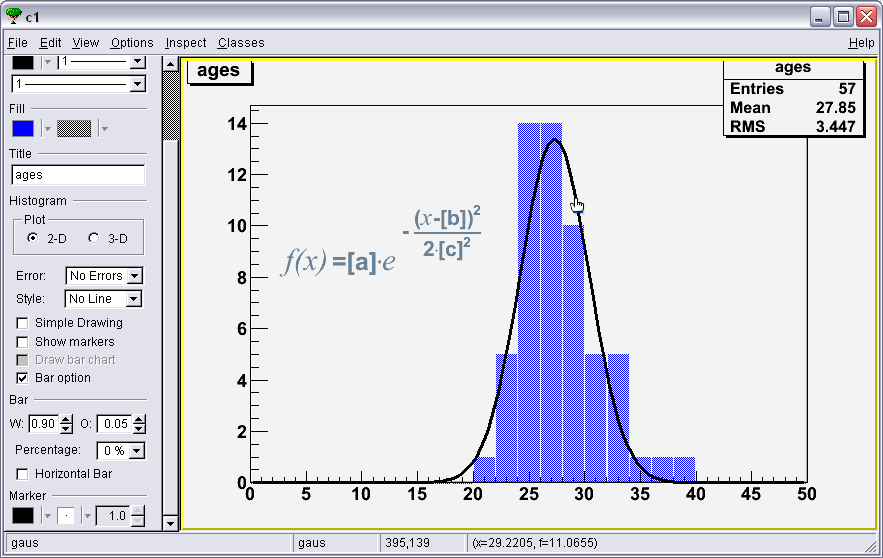 c1
File Edit View Options Inspect Classes Help
1
1
Fill
Title
ages
Histogram
Plot
2-D 3-D
Error: No Errors
Style: No Line
Simple Drawing
Show markers
Draw bar chart
Bar option
Bar
W: 0.90 O: 0.05
Percentage: 0 %
Horizontal Bar
Marker
1.0
ages
ages
Entries 57
Mean 27.85
RMS 3.447
14
12
10
8
6
4
2
0
0 5 10 15 20 25 30 35 40 45 50
f(x)=[a]·e
-(x-[b])²
2·[c]²
gaus gaus 395,139 (x=29.2205, f=11.0655)